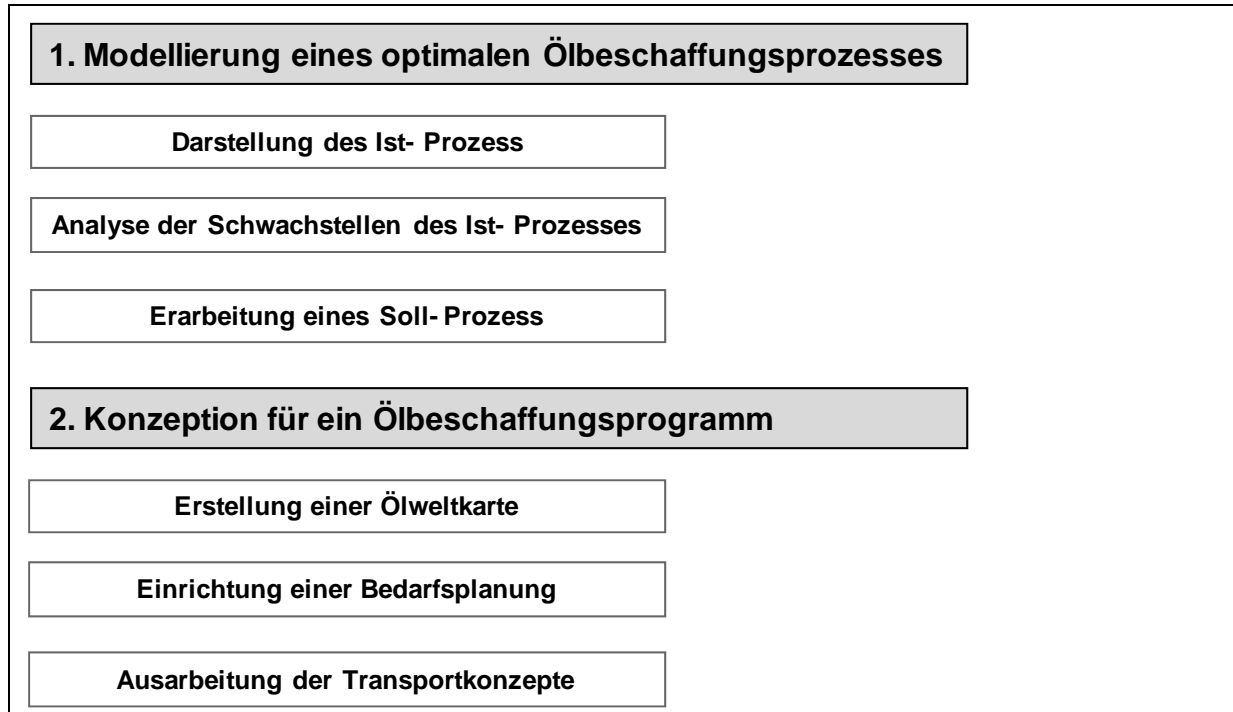 1. Modellierung eines optimalen Ölbeschaffungsprozesses
Darstellung des Ist- Prozess
Analyse der Schwachstellen des Ist- Prozesses
Erarbeitung eines Soll- Prozess
2. Konzeption für ein Ölbeschaffungsprogramm
Erstellung einer Ölweltkarte
Einrichtung einer Bedarfsplanung
Ausarbeitung der Transportkonzepte